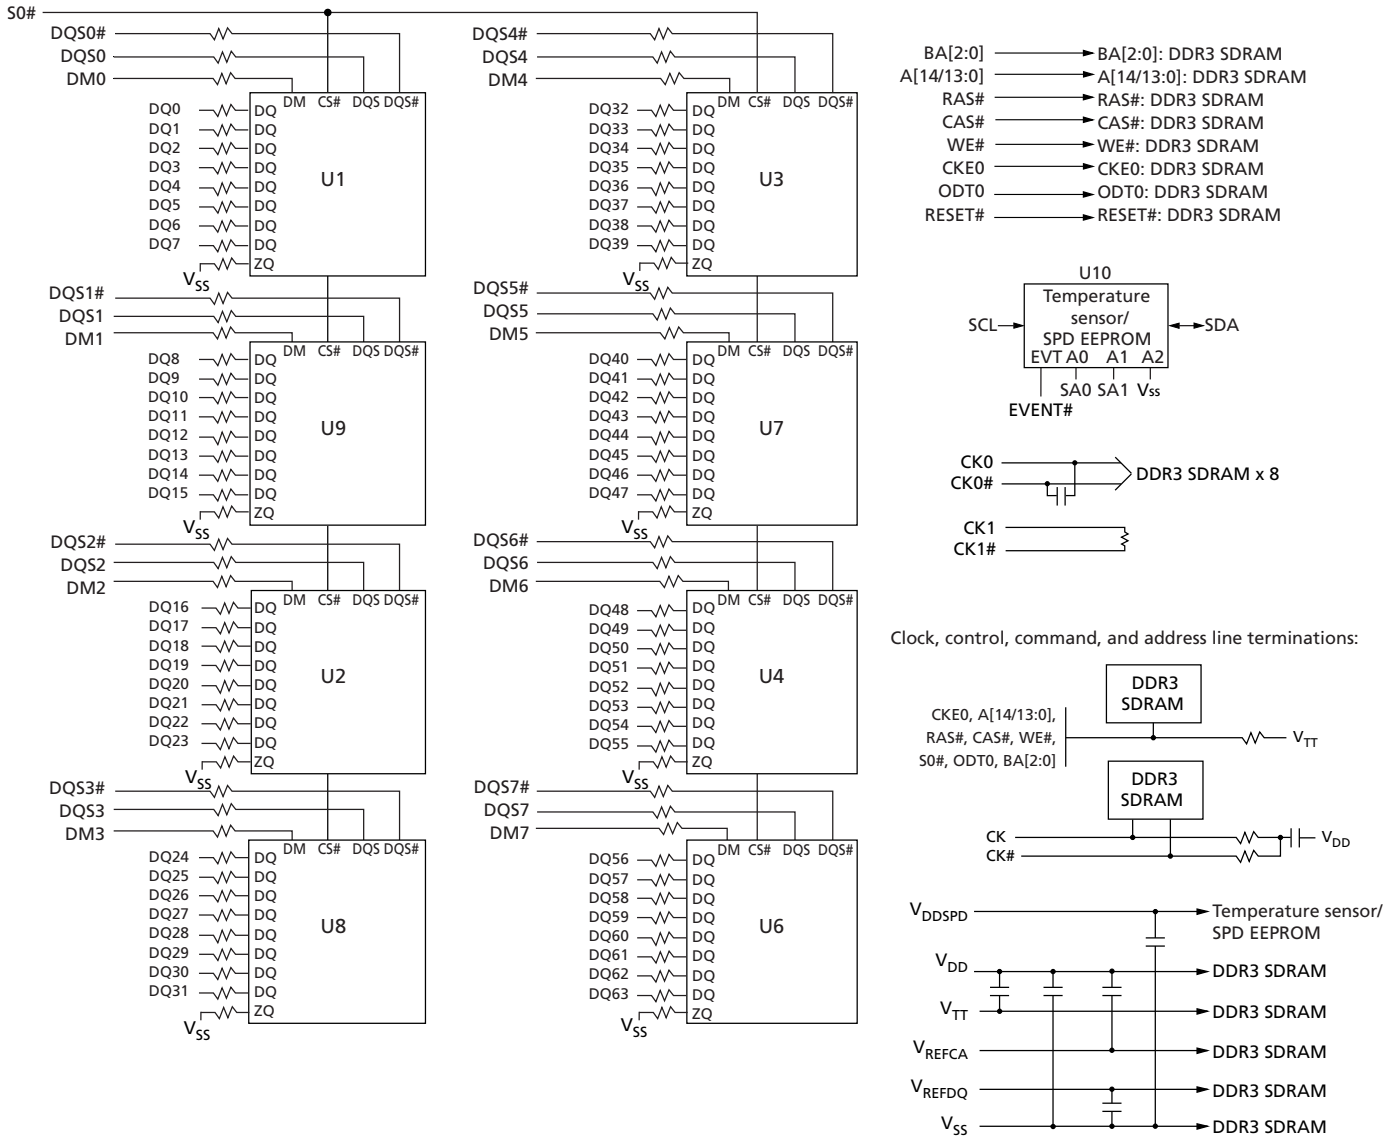 S0#
DQS0#
DQS0
DM0
DM CS# DQS DQS#
DQ0 DQ
DQ1 DQ
DQ2 DQ
DQ3 DQ
DQ4 DQ
DQ5 DQ
DQ6 DQ
DQ7 DQ
ZQ
VSS
U1
DQS1#
DQS1
DM1
DM CS# DQS DQS#
DQ8 DQ
DQ9 DQ
DQ10 DQ
DQ11 DQ
DQ12 DQ
DQ13 DQ
DQ14 DQ
DQ15 DQ
ZQ
VSS
U9
DQS2#
DQS2
DM2
DM CS# DQS DQS#
DQ16 DQ
DQ17 DQ
DQ18 DQ
DQ19 DQ
DQ20 DQ
DQ21 DQ
DQ22 DQ
DQ23 DQ
ZQ
VSS
U2
DQS3#
DQS3
DM3
DM CS# DQS DQS#
DQ24 DQ
DQ25 DQ
DQ26 DQ
DQ27 DQ
DQ28 DQ
DQ29 DQ
DQ30 DQ
DQ31 DQ
ZQ
VSS
U8
DQS4#
DQS4
DM4
DM CS# DQS DQS#
DQ32 DQ
DQ33 DQ
DQ34 DQ
DQ35 DQ
DQ36 DQ
DQ37 DQ
DQ38 DQ
DQ39 DQ
ZQ
VSS
U3
DQS5#
DQS5
DM5
DM CS# DQS DQS#
DQ40 DQ
DQ41 DQ
DQ42 DQ
DQ43 DQ
DQ44 DQ
DQ45 DQ
DQ46 DQ
DQ47 DQ
ZQ
VSS
U7
DQS6#
DQS6
DM6
DM CS# DQS DQS#
DQ48 DQ
DQ49 DQ
DQ50 DQ
DQ51 DQ
DQ52 DQ
DQ53 DQ
DQ54 DQ
DQ55 DQ
ZQ
VSS
U4
DQS7#
DQS7
DM7
DM CS# DQS DQS#
DQ56 DQ
DQ57 DQ
DQ58 DQ
DQ59 DQ
DQ60 DQ
DQ61 DQ
DQ62 DQ
DQ63 DQ
ZQ
VSS
U6
BA[2:0] BA[2:0]: DDR3 SDRAM
A[14/13:0] A[14/13:0]: DDR3 SDRAM
RAS# RAS#: DDR3 SDRAM
CAS# CAS#: DDR3 SDRAM
WE# WE#: DDR3 SDRAM
CKE0 CKE0: DDR3 SDRAM
ODT0 ODT0: DDR3 SDRAM
RESET# RESET#: DDR3 SDRAM
U10
Temperature
sensor/
SPD EEPROM
SCL SDA
EVT A0 A1 A2
SA0 SA1 Vss
EVENT#
CK0
CK0#
DDR3 SDRAM x 8
CK1
CK1#
Clock, control, command, and address line terminations:
DDR3
SDRAM
CKE0, A[14/13:0],
RAS#, CAS#, WE#,
S0#, ODT0, BA[2:0]
VTT
DDR3
SDRAM
CK
CK#
VDD
VDDSPD Temperature sensor/
SPD EEPROM
VDD DDR3 SDRAM
VTT DDR3 SDRAM
VREFCA DDR3 SDRAM
VREFDQ DDR3 SDRAM
VSS DDR3 SDRAM